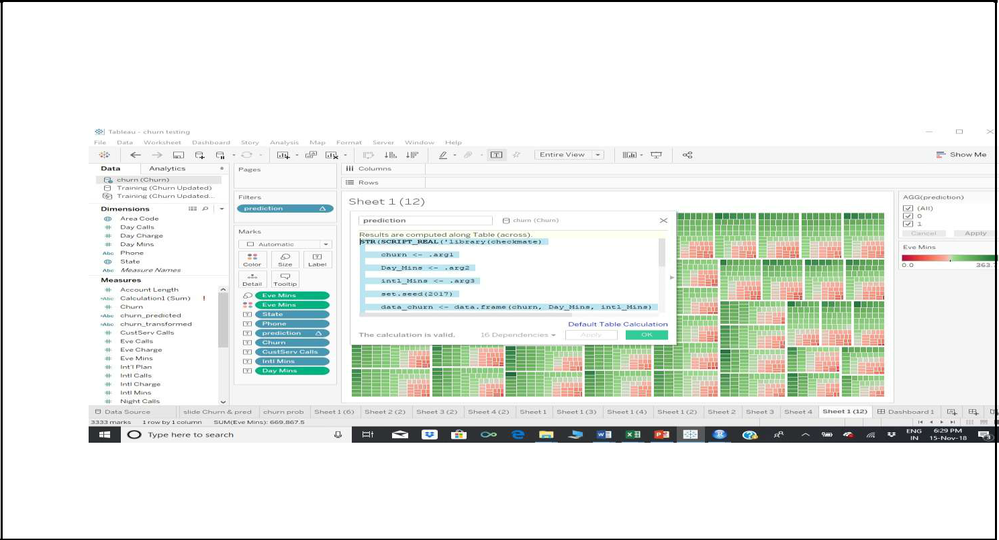 Tableau - churn testing
File Data Worksheet Dashboard Story Analysis Map Format Server Window Help
Entire View
Show Me
Data Analytics
churn (Churn)
Training (Churn Updated)
Training (Churn Updated...
Dimensions
Area Code
Day Calls
Day Charge
Day Mins
Abc Phone
State
Abc Measure Names
Measures
Account Length
=Abc Calculation1 (Sum) !
Churn
=Abc churn_predicted
=Abc churn_transformed
CustServ Calls
Eve Calls
Eve Charge
Eve Mins
Int'l Plan
Intl Calls
Intl Charge
Intl Mins
Night Calls
Pages
Filters
prediction
Marks
Automatic
Color Size Label
Detail Tooltip
Eve Mins
Eve Mins
State
Phone
prediction
Churn
CustServ Calls
Intl Mins
Day Mins
Columns
Rows
Sheet 1 (12)
prediction churn (Churn)
Results are computed along Table (across).
STR(SCRIPT_REAL('library(checkmate)
churn <- .arg1
Day_Mins <- .arg2
intl_Mins <- .arg3
set.seed(2017)
data_churn <- data.frame(churn, Day_Mins, intl_Mins)
Default Table Calculation
The calculation is valid. 16 Dependencies Apply OK
AGG(prediction)
(All)
0
1
Cancel Apply
Eve Mins
0.0 363.7
Data Source slide Churn & pred churn prob Sheet 1 (6) Sheet 2 (2) Sheet 3 (2) Sheet 4 (2) Sheet 1 Sheet 1 (3) Sheet 1 (4) Sheet 1 (2) Sheet 2 Sheet 3 Sheet 4 Sheet 1 (12) Dashboard 1
3333 marks 1 row by 1 column SUM(Eve Mins): 669,867.5
Type here to search
ENG 6:29 PM
IN 15-Nov-18
3